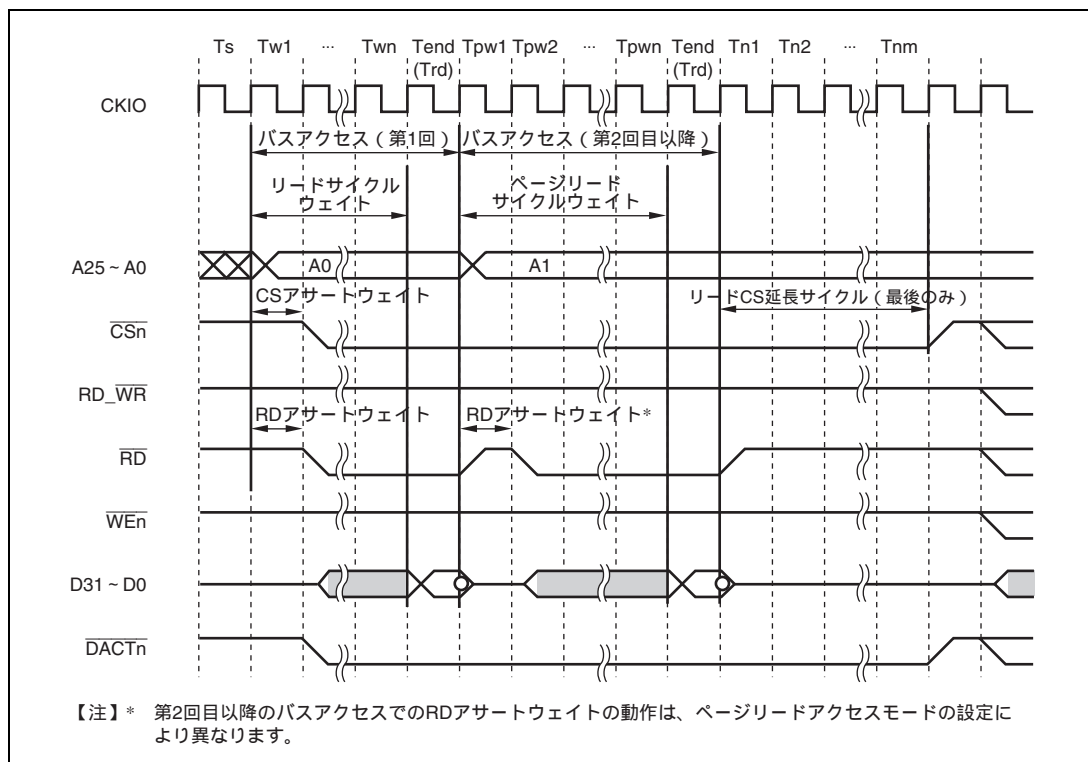 Ts Tw1 ... Twn Tend Tpw1 Tpw2 ... Tpwn Tend Tn1 Tn2 ... Tnm
(Trd) (Trd)
CKIO
バスアクセス（第1回） バスアクセス（第2回目以降）
リードサイクル
ウェイト
ページリード
サイクルウェイト
A25 ~ A0
A0 A1
CSアサートウェイト
リードCS延長サイクル（最後のみ）
CSn
RD_WR
RDアサートウェイト RDアサートウェイト*
RD
WEn
D31 ~ D0
DACTn
【注】* 第2回目以降のバスアクセスでのRDアサートウェイトの動作は、ページリードアクセスモードの設定に
より異なります。